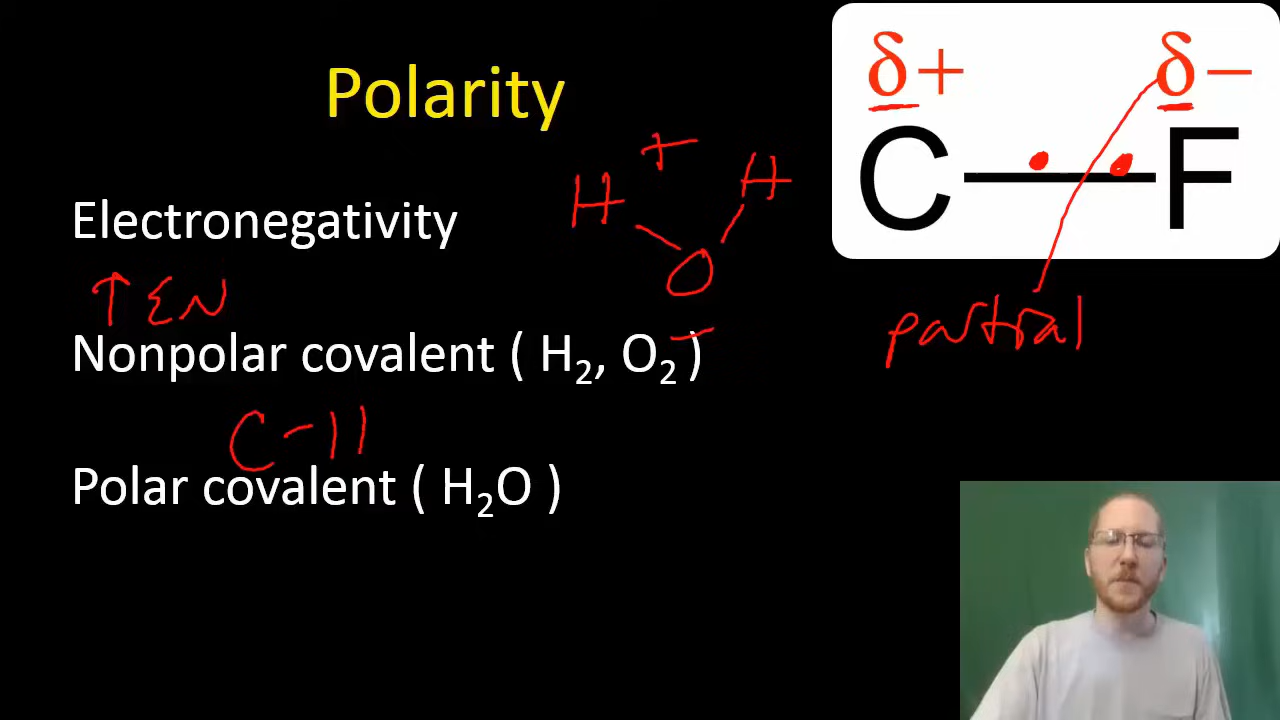 Polarity
δ+ δ−
C F
H + H
O
−
Electronegativity
↑ EN
partial
Nonpolar covalent ( H₂, O₂ )
C-H
Polar covalent ( H₂O )